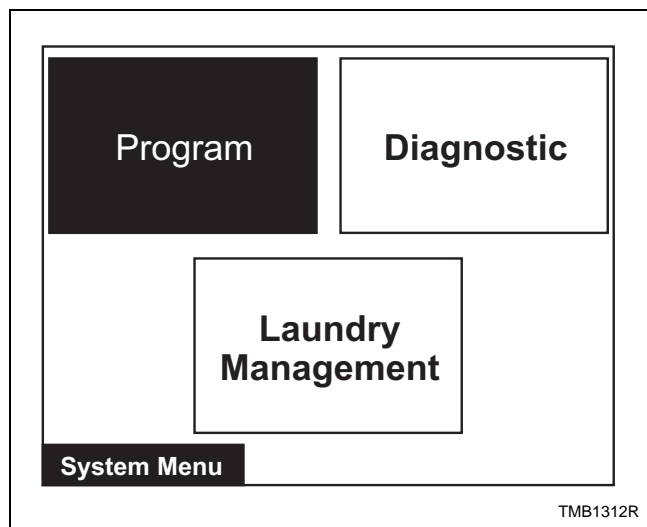 Program
Diagnostic
Laundry
Management
System Menu
TMB1312R